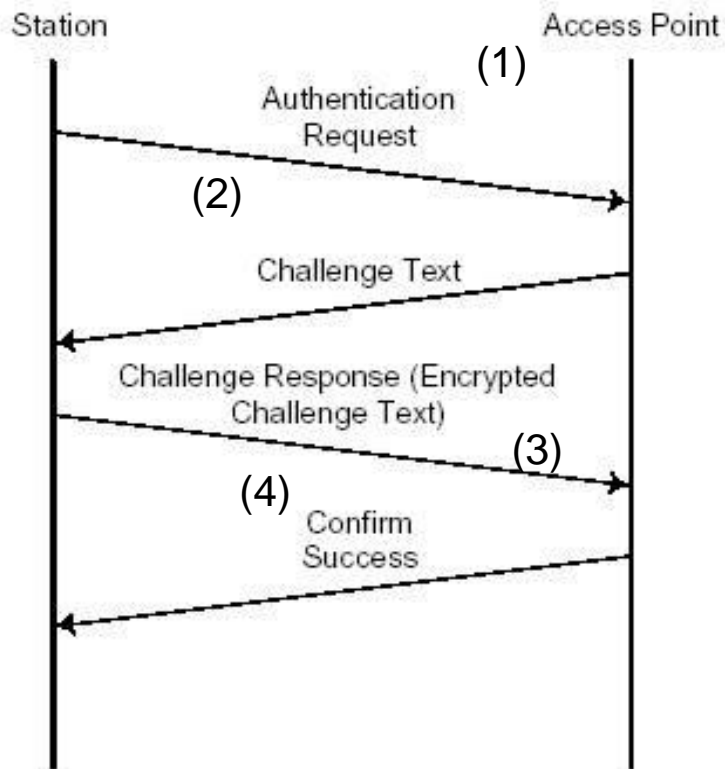 Station
Access Point
(1)
Authentication
Request
(2)
Challenge Text
Challenge Response (Encrypted
Challenge Text)
(3)
(4)
Confirm
Success